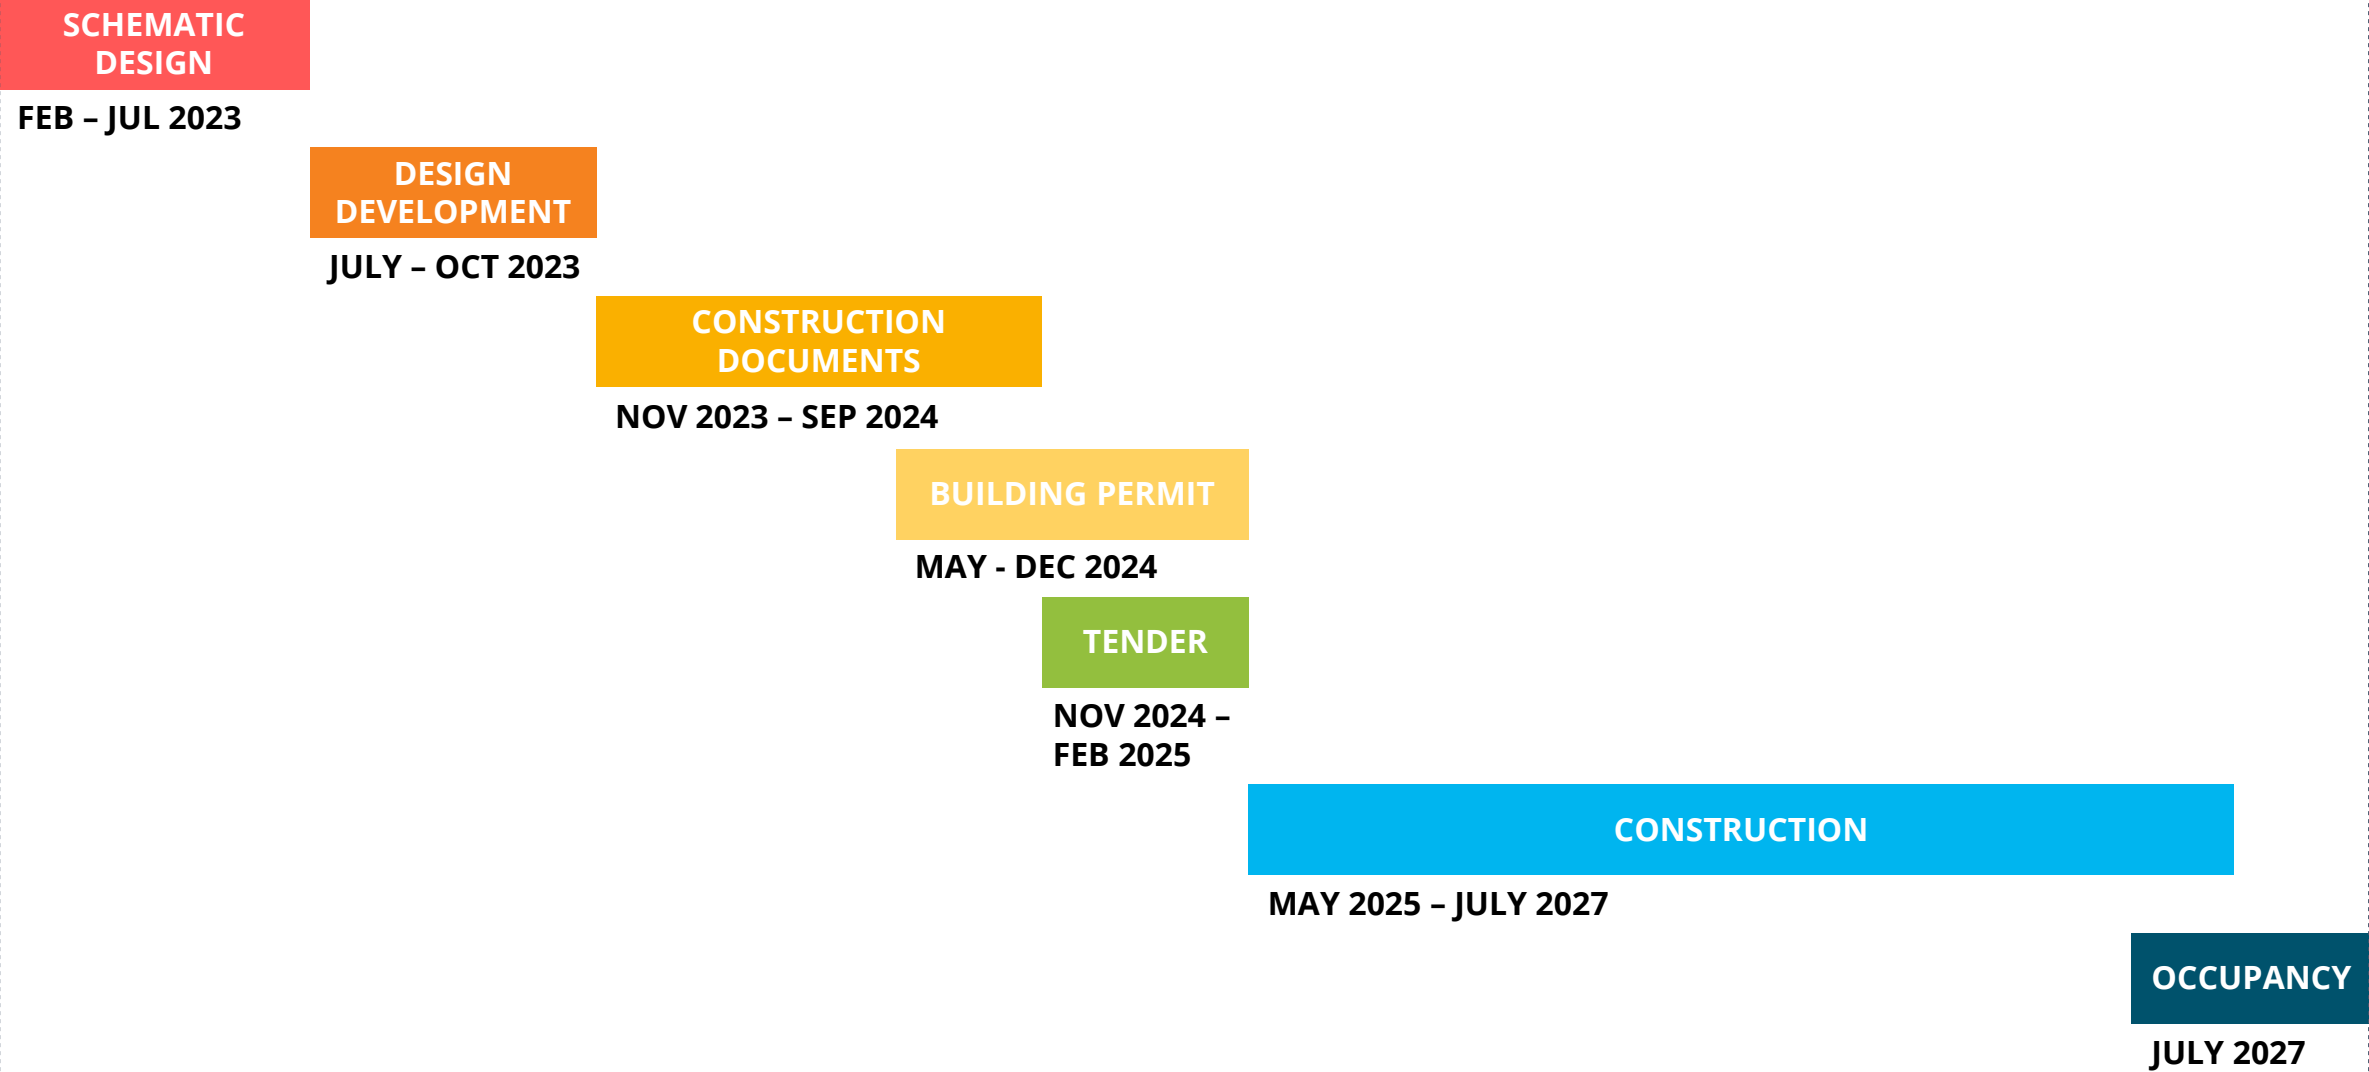 SCHEMATIC
DESIGN
FEB – JUL 2023
DESIGN
DEVELOPMENT
JULY – OCT 2023
CONSTRUCTION
DOCUMENTS
NOV 2023 – SEP 2024
BUILDING PERMIT
MAY - DEC 2024
TENDER
NOV 2024 –
FEB 2025
CONSTRUCTION
MAY 2025 – JULY 2027
OCCUPANCY
JULY 2027